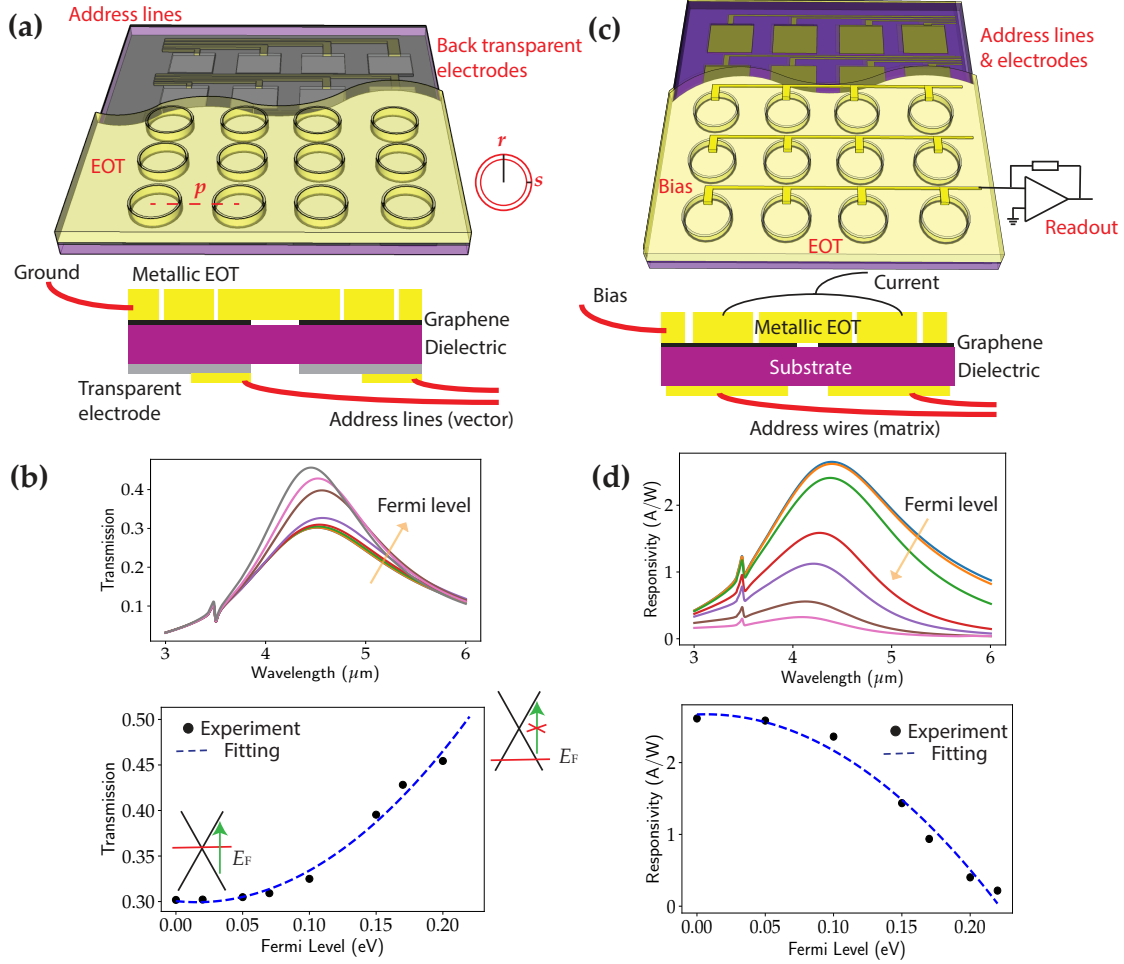 (a)
Address lines
Back transparent
electrodes
EOT
p
r
s
Ground
Metallic EOT
Graphene
Dielectric
Transparent
electrode
Address lines (vector)
(c)
Address lines
& electrodes
Bias
EOT
Readout
Current
Bias
Metallic EOT
Graphene
Substrate
Dielectric
Address wires (matrix)
(b)
Transmission
0.4
0.3
0.2
0.1
Fermi level
3 4 5 6
Wavelength (μm)
Transmission
0.50
0.45
0.40
0.35
0.30
Experiment
Fitting
EF
EF
0.00 0.05 0.10 0.15 0.20
Fermi Level (eV)
(d)
Responsivity (A/W)
2
1
0
Fermi level
3 4 5 6
Wavelength (μm)
Responsivity (A/W)
2
1
0
Experiment
Fitting
0.00 0.05 0.10 0.15 0.20
Fermi Level (eV)